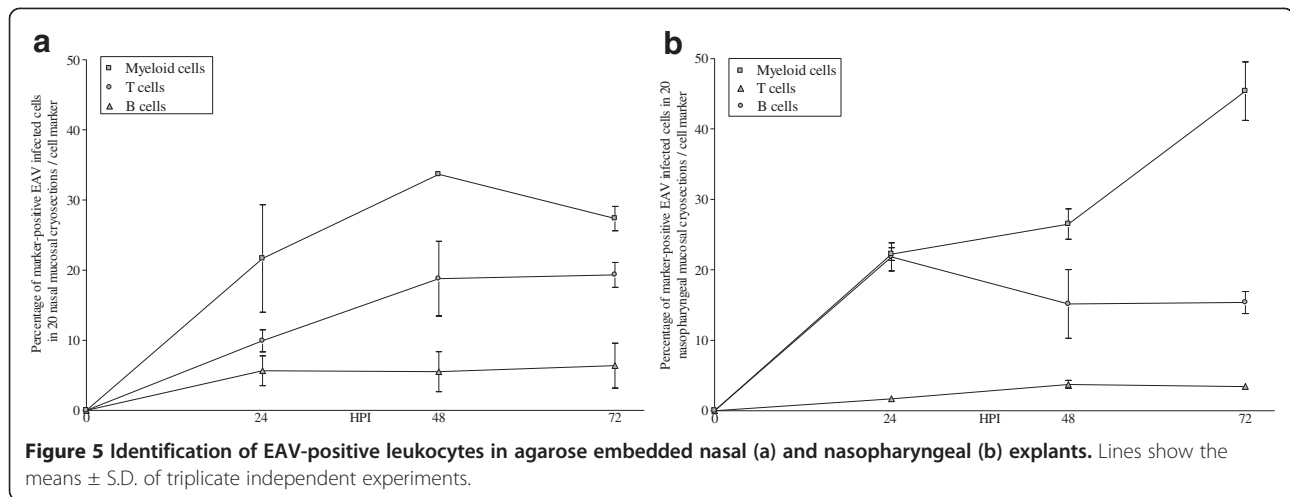 a
Myeloid cells
T cells
B cells
Percentage of marker-positive EAV infected cells
in 20 nasal mucosal cryosections / cell marker
50
40
30
20
10
0
0
24
HPI
48
72
b
Myeloid cells
T cells
B cells
Percentage of marker-positive EAV infected cells in 20
nasopharyngeal mucosal cryosections / cell marker
50
40
30
20
10
0
0
24
HPI
48
72
Figure 5 Identification of EAV-positive leukocytes in agarose embedded nasal (a) and nasopharyngeal (b) explants. Lines show the
means ± S.D. of triplicate independent experiments.